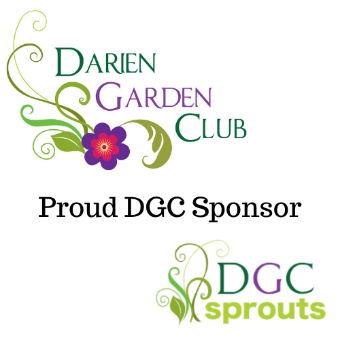 Darien
Garden
Club
Proud DGC Sponsor
DGC
sprouts